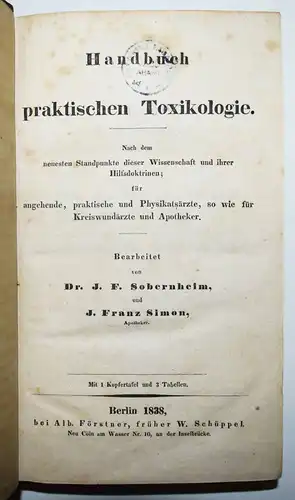 Handbuch
der
praktischen Toxikologie.
Nach dem
neuesten Standpunkte dieser Wissenschaft und ihrer
Hilfsdoktrinen;
für
angehende, praktische und Physikatsärzte, so wie für
Kreiswundärzte und Apotheker.
Bearbeitet
von
Dr. J. F. Sobernheim,
und
J. Franz Simon,
Apotheker.
Mit 1 Kupfertafel und 3 Tabellen.
Berlin 1838,
bei Alb. Förstner, früher W. Schüppel.
Neu Cöln am Wasser Nr. 10, an der Inselbrücke.